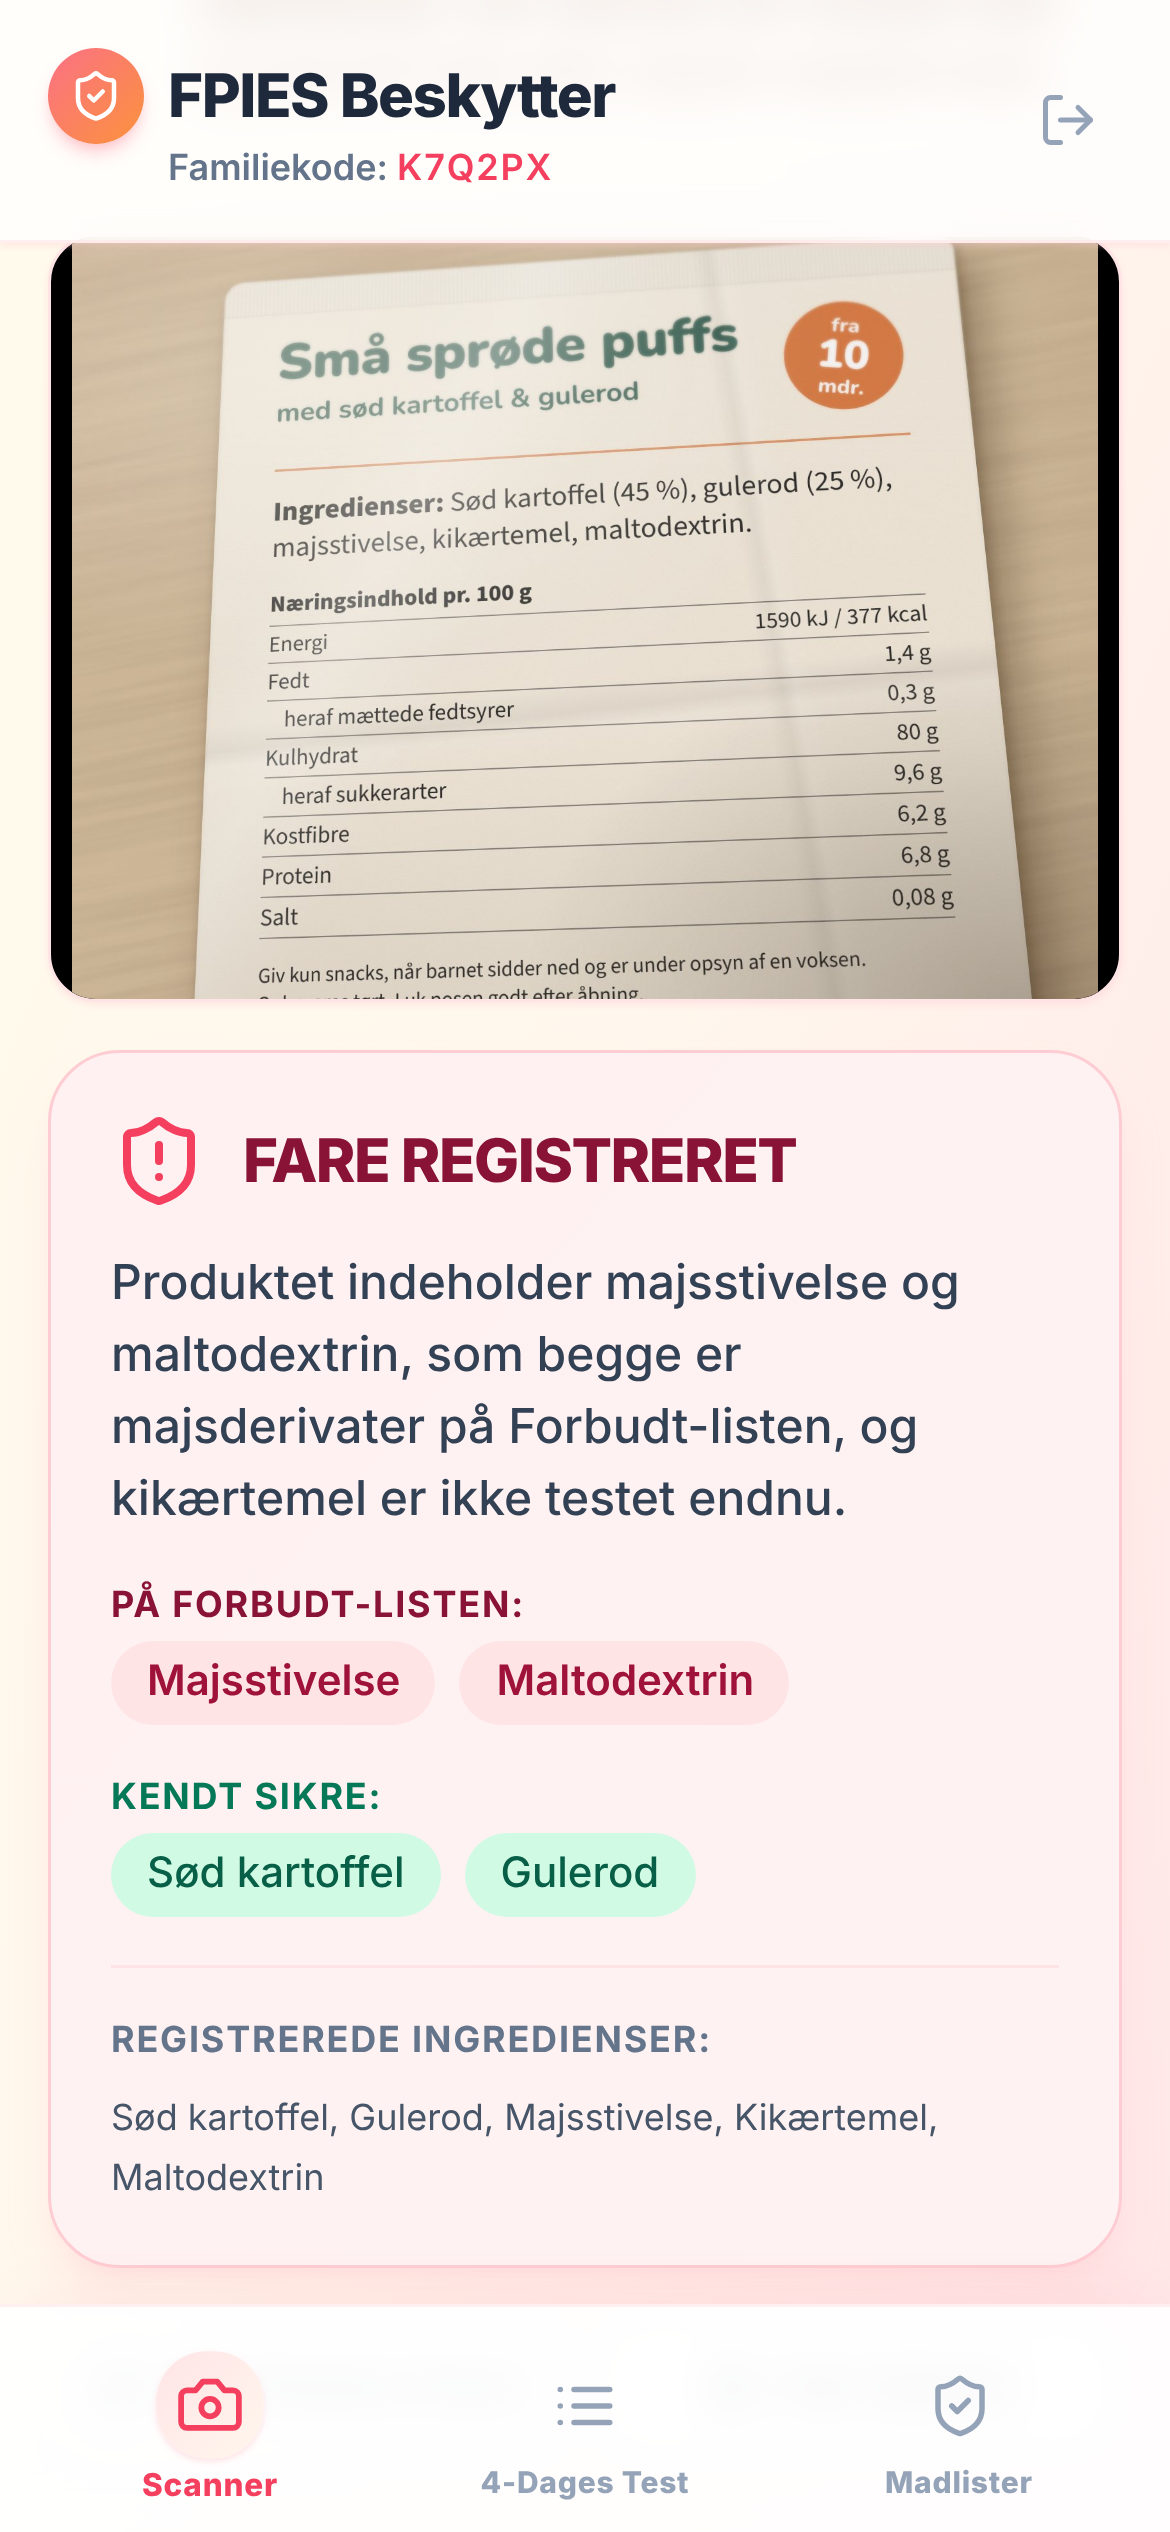 FPIES Beskytter
Familiekode: K7Q2PX
Små sprøde puffs
med sød kartoffel & gulerod
fra
10
mdr.
Ingredienser: Sød kartoffel (45 %), gulerod (25 %),
majsstivelse, kikærtemel, maltodextrin.
Næringsindhold pr. 100 g
Energi 1590 kJ / 377 kcal
Fedt 1,4 g
heraf mættede fedtsyrer 0,3 g
Kulhydrat 80 g
heraf sukkerarter 9,6 g
Kostfibre 6,2 g
Protein 6,8 g
Salt 0,08 g
Giv kun snacks, når barnet sidder ned og er under opsyn af en voksen.
posen godt efter åbning.
FARE REGISTRERET
Produktet indeholder majsstivelse og
maltodextrin, som begge er
majsderivater på Forbudt-listen, og
kikærtemel er ikke testet endnu.
PÅ FORBUDT-LISTEN:
Majsstivelse Maltodextrin
KENDT SIKRE:
Sød kartoffel Gulerod
REGISTREREDE INGREDIENSER:
Sød kartoffel, Gulerod, Majsstivelse, Kikærtemel,
Maltodextrin
Scanner 4-Dages Test Madlister